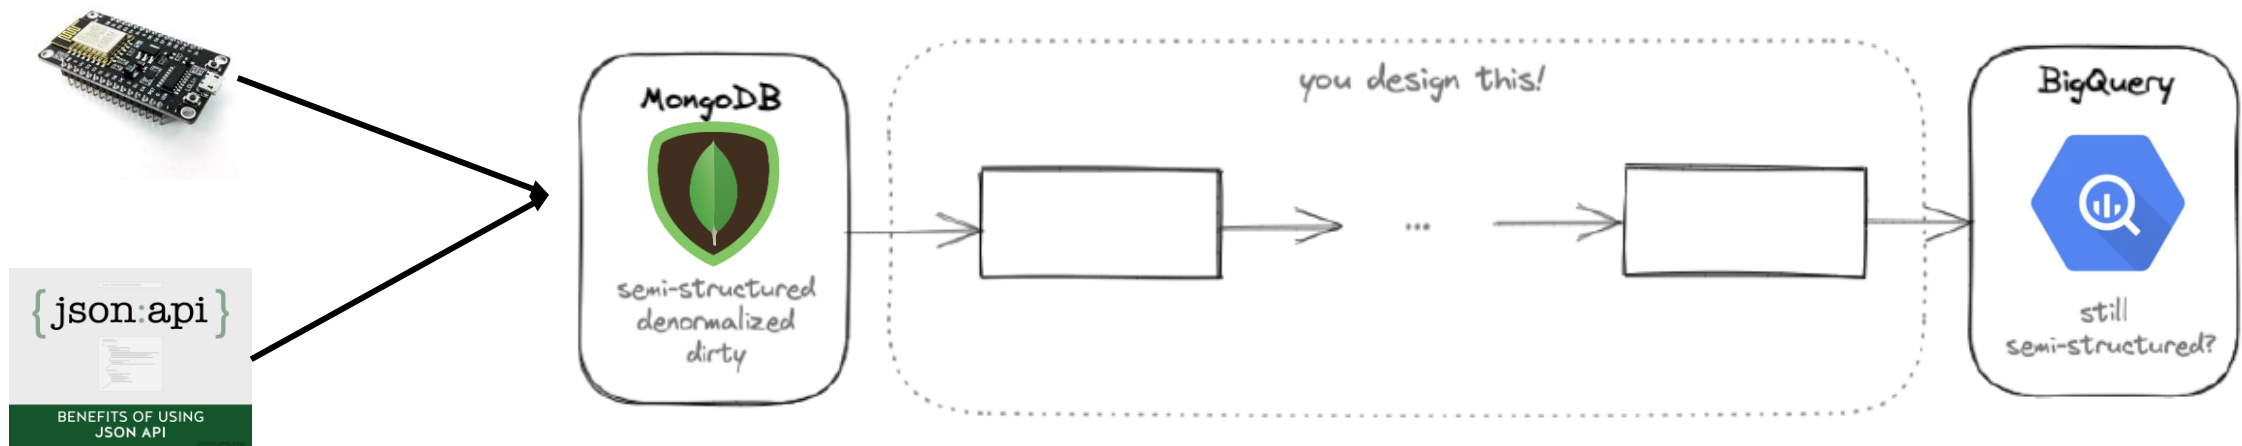 {json:api}
BENEFITS OF USING
JSON API
MongoDB
semi-structured
denormalized
dirty
you design this!
...
BigQuery
still
semi-structured?